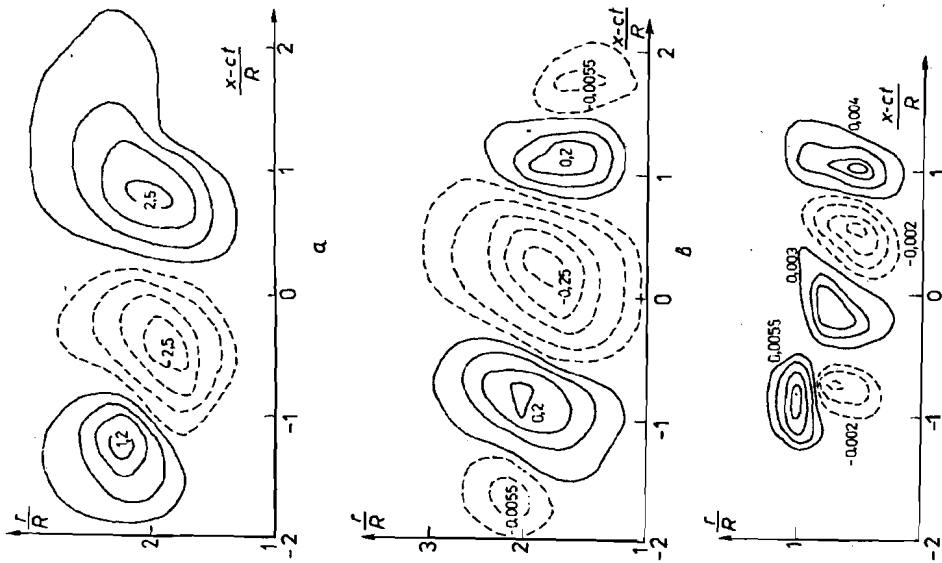 r/R
2
1
1,2
2,5
2.5
x-ct/R
-2 -1 0 1 2
a
r/R
3
2
1
-0.0055
0,2
-0,25
0,2
-0.0055
x-ct/R
-2 -1 0 1 2
в
r/R
1
0,0055
-0.002
0,003
-0,002
0,004
x-ct/R
-2 -1 0 1